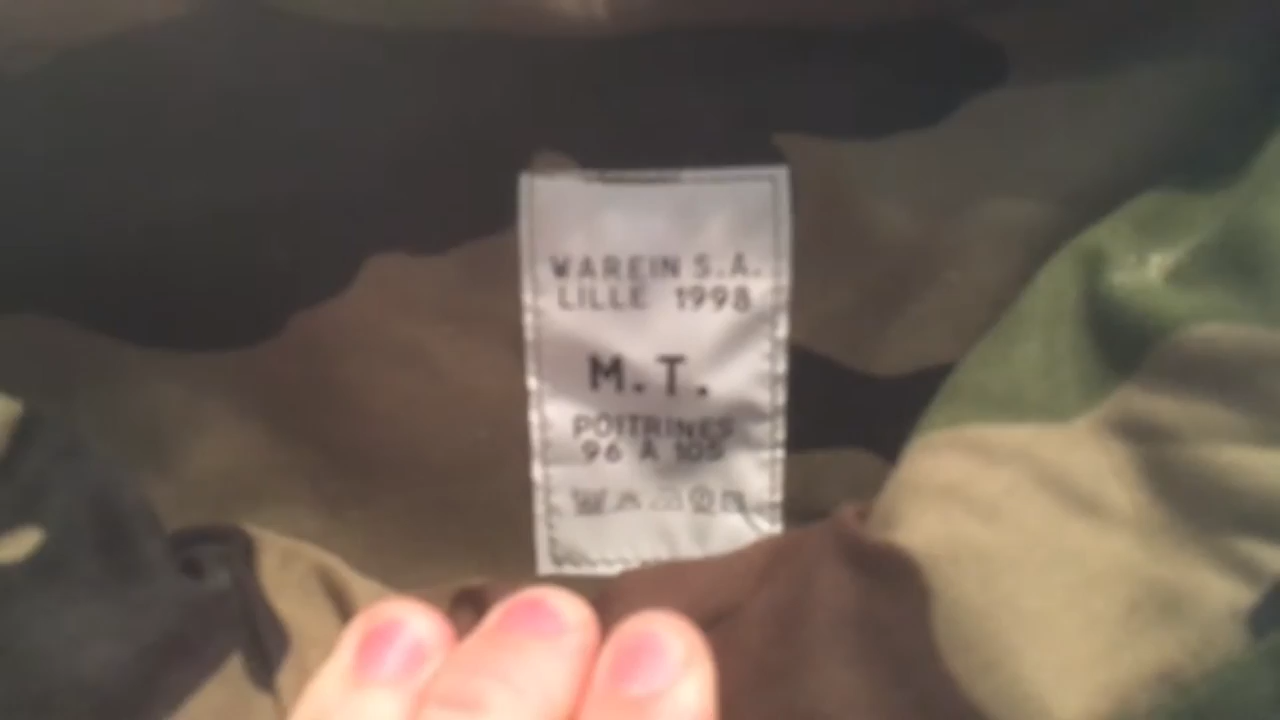 WAREIN S.A.
LILLE 1998
M.T.
POITRINES
96 A 105